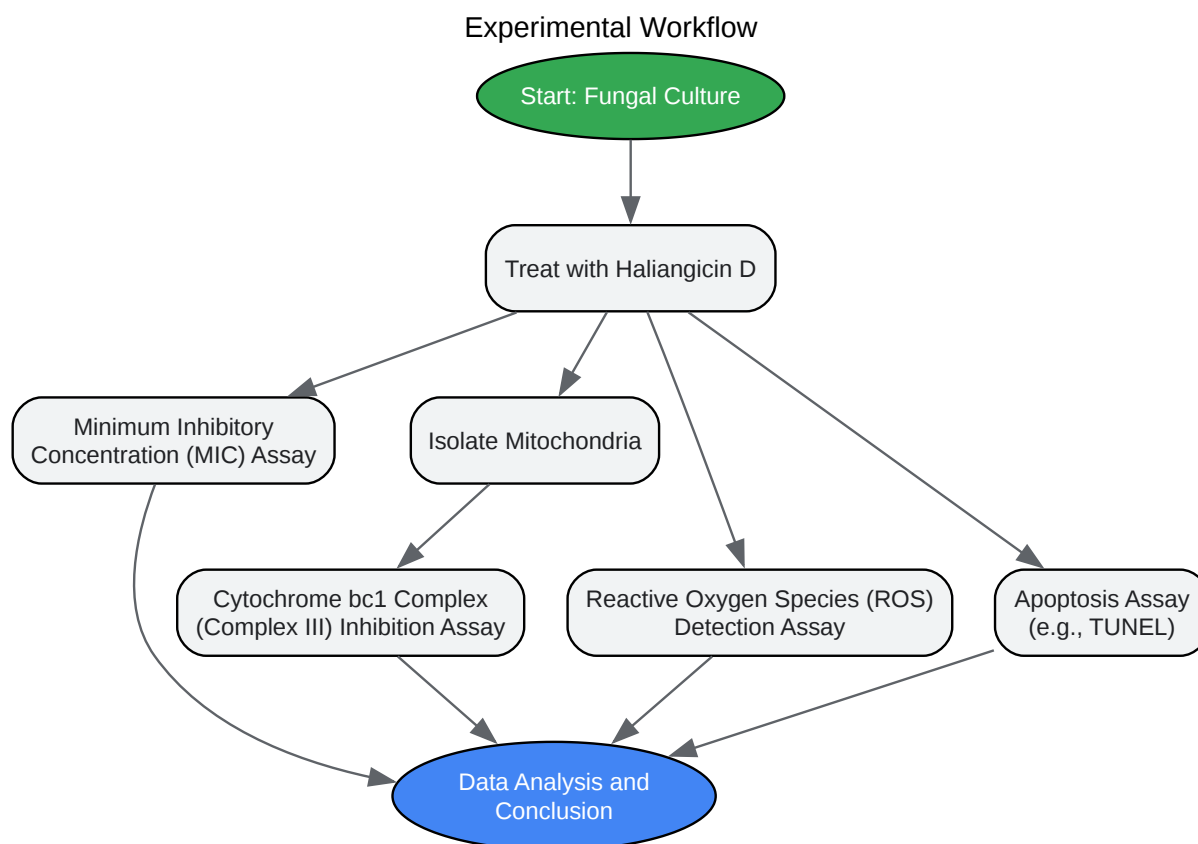 Experimental Workflow
Start: Fungal Culture
Treat with Haliangicin D
Minimum Inhibitory
Concentration (MIC) Assay
Isolate Mitochondria
Cytochrome bc1 Complex
(Complex III) Inhibition Assay
Reactive Oxygen Species (ROS)
Detection Assay
Apoptosis Assay
(e.g., TUNEL)
Data Analysis and
Conclusion